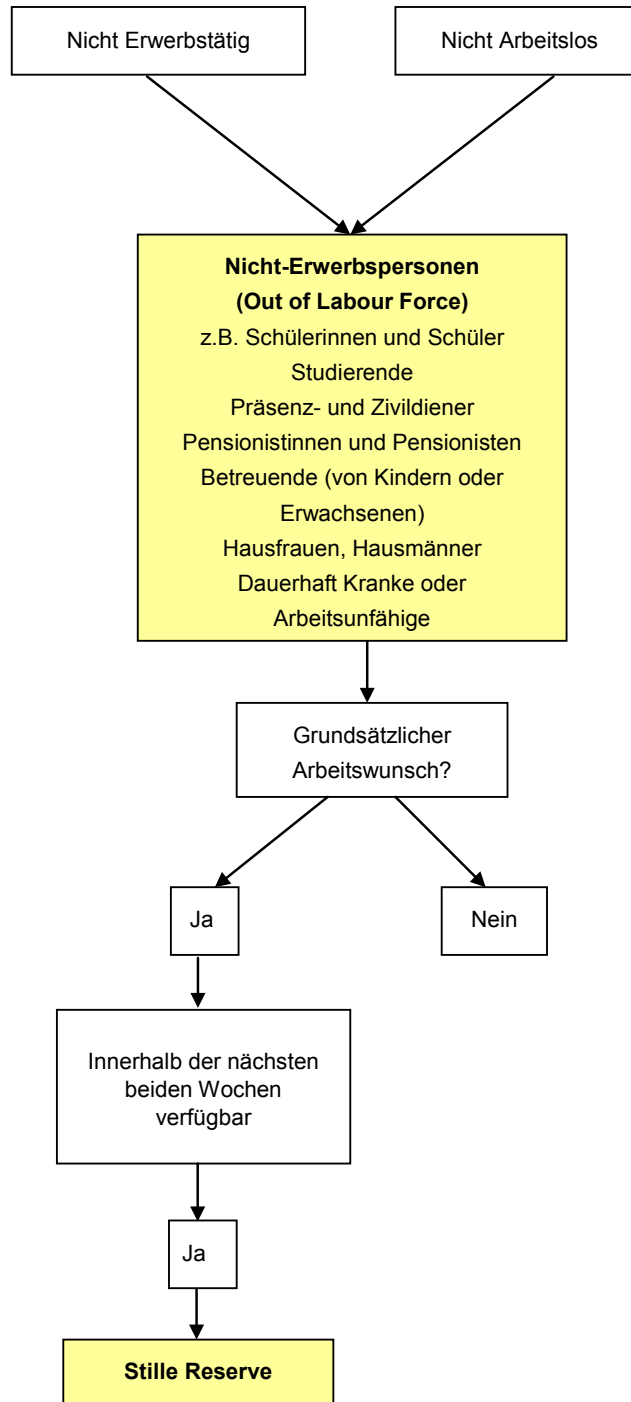 Nicht Erwerbstätig
Nicht Arbeitslos
Nicht-Erwerbspersonen
(Out of Labour Force)
z.B. Schülerinnen und Schüler
Studierende
Präsenz- und Zivildiener
Pensionistinnen und Pensionisten
Betreuende (von Kindern oder
Erwachsenen)
Hausfrauen, Hausmänner
Dauerhaft Kranke oder
Arbeitsunfähige
Grundsätzlicher
Arbeitswunsch?
Ja
Nein
Innerhalb der nächsten
beiden Wochen
verfügbar
Ja
Stille Reserve